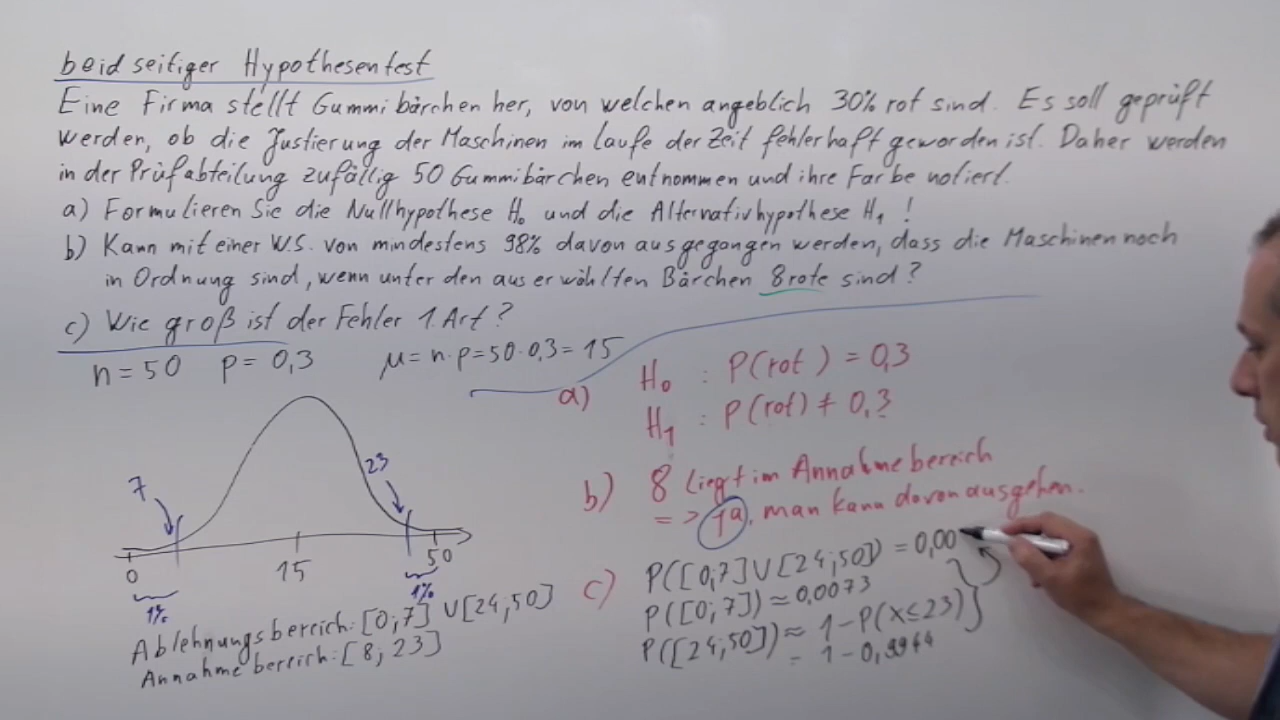 beidseitiger Hypothesentest
Eine Firma stellt Gummibärchen her, von welchen angeblich 30% rot sind. Es soll geprüft
werden, ob die Justierung der Maschinen im laufe der Zeit fehlerhaft geworden ist. Daher werden
in der Prüfabteilung zufällig 50 Gummibärchen entnommen und ihre Farbe notiert.
a) Formulieren Sie die Nullhypothese H₀ und die Alternativhypothese H₁ !
b) Kann mit einer W.S. von mindestens 98% davon ausgegangen werden, dass die Maschinen noch
in Ordnung sind, wenn unter den auserwählten Bärchen 8 rote sind?
c) Wie groß ist der Fehler 1. Art?
n = 50 p = 0,3 μ = n·p = 50·0,3 = 15
7
23
0 15 50
1% 1%
Ablehnungsbereich: [0;7] ∪ [24;50]
Annahmebereich: [8; 23]
a) H₀ : P(rot) = 0,3
H₁ : P(rot) ≠ 0,3
b) 8 liegt im Annahmebereich
=> Ja, man kann davon ausgehen.
c) P([0;7] ∪ [24;50]) = 0,00
P([0;7]) ≈ 0,0073
P([24;50]) ≈ 1 - P(X≤23)
= 1 - 0,9944